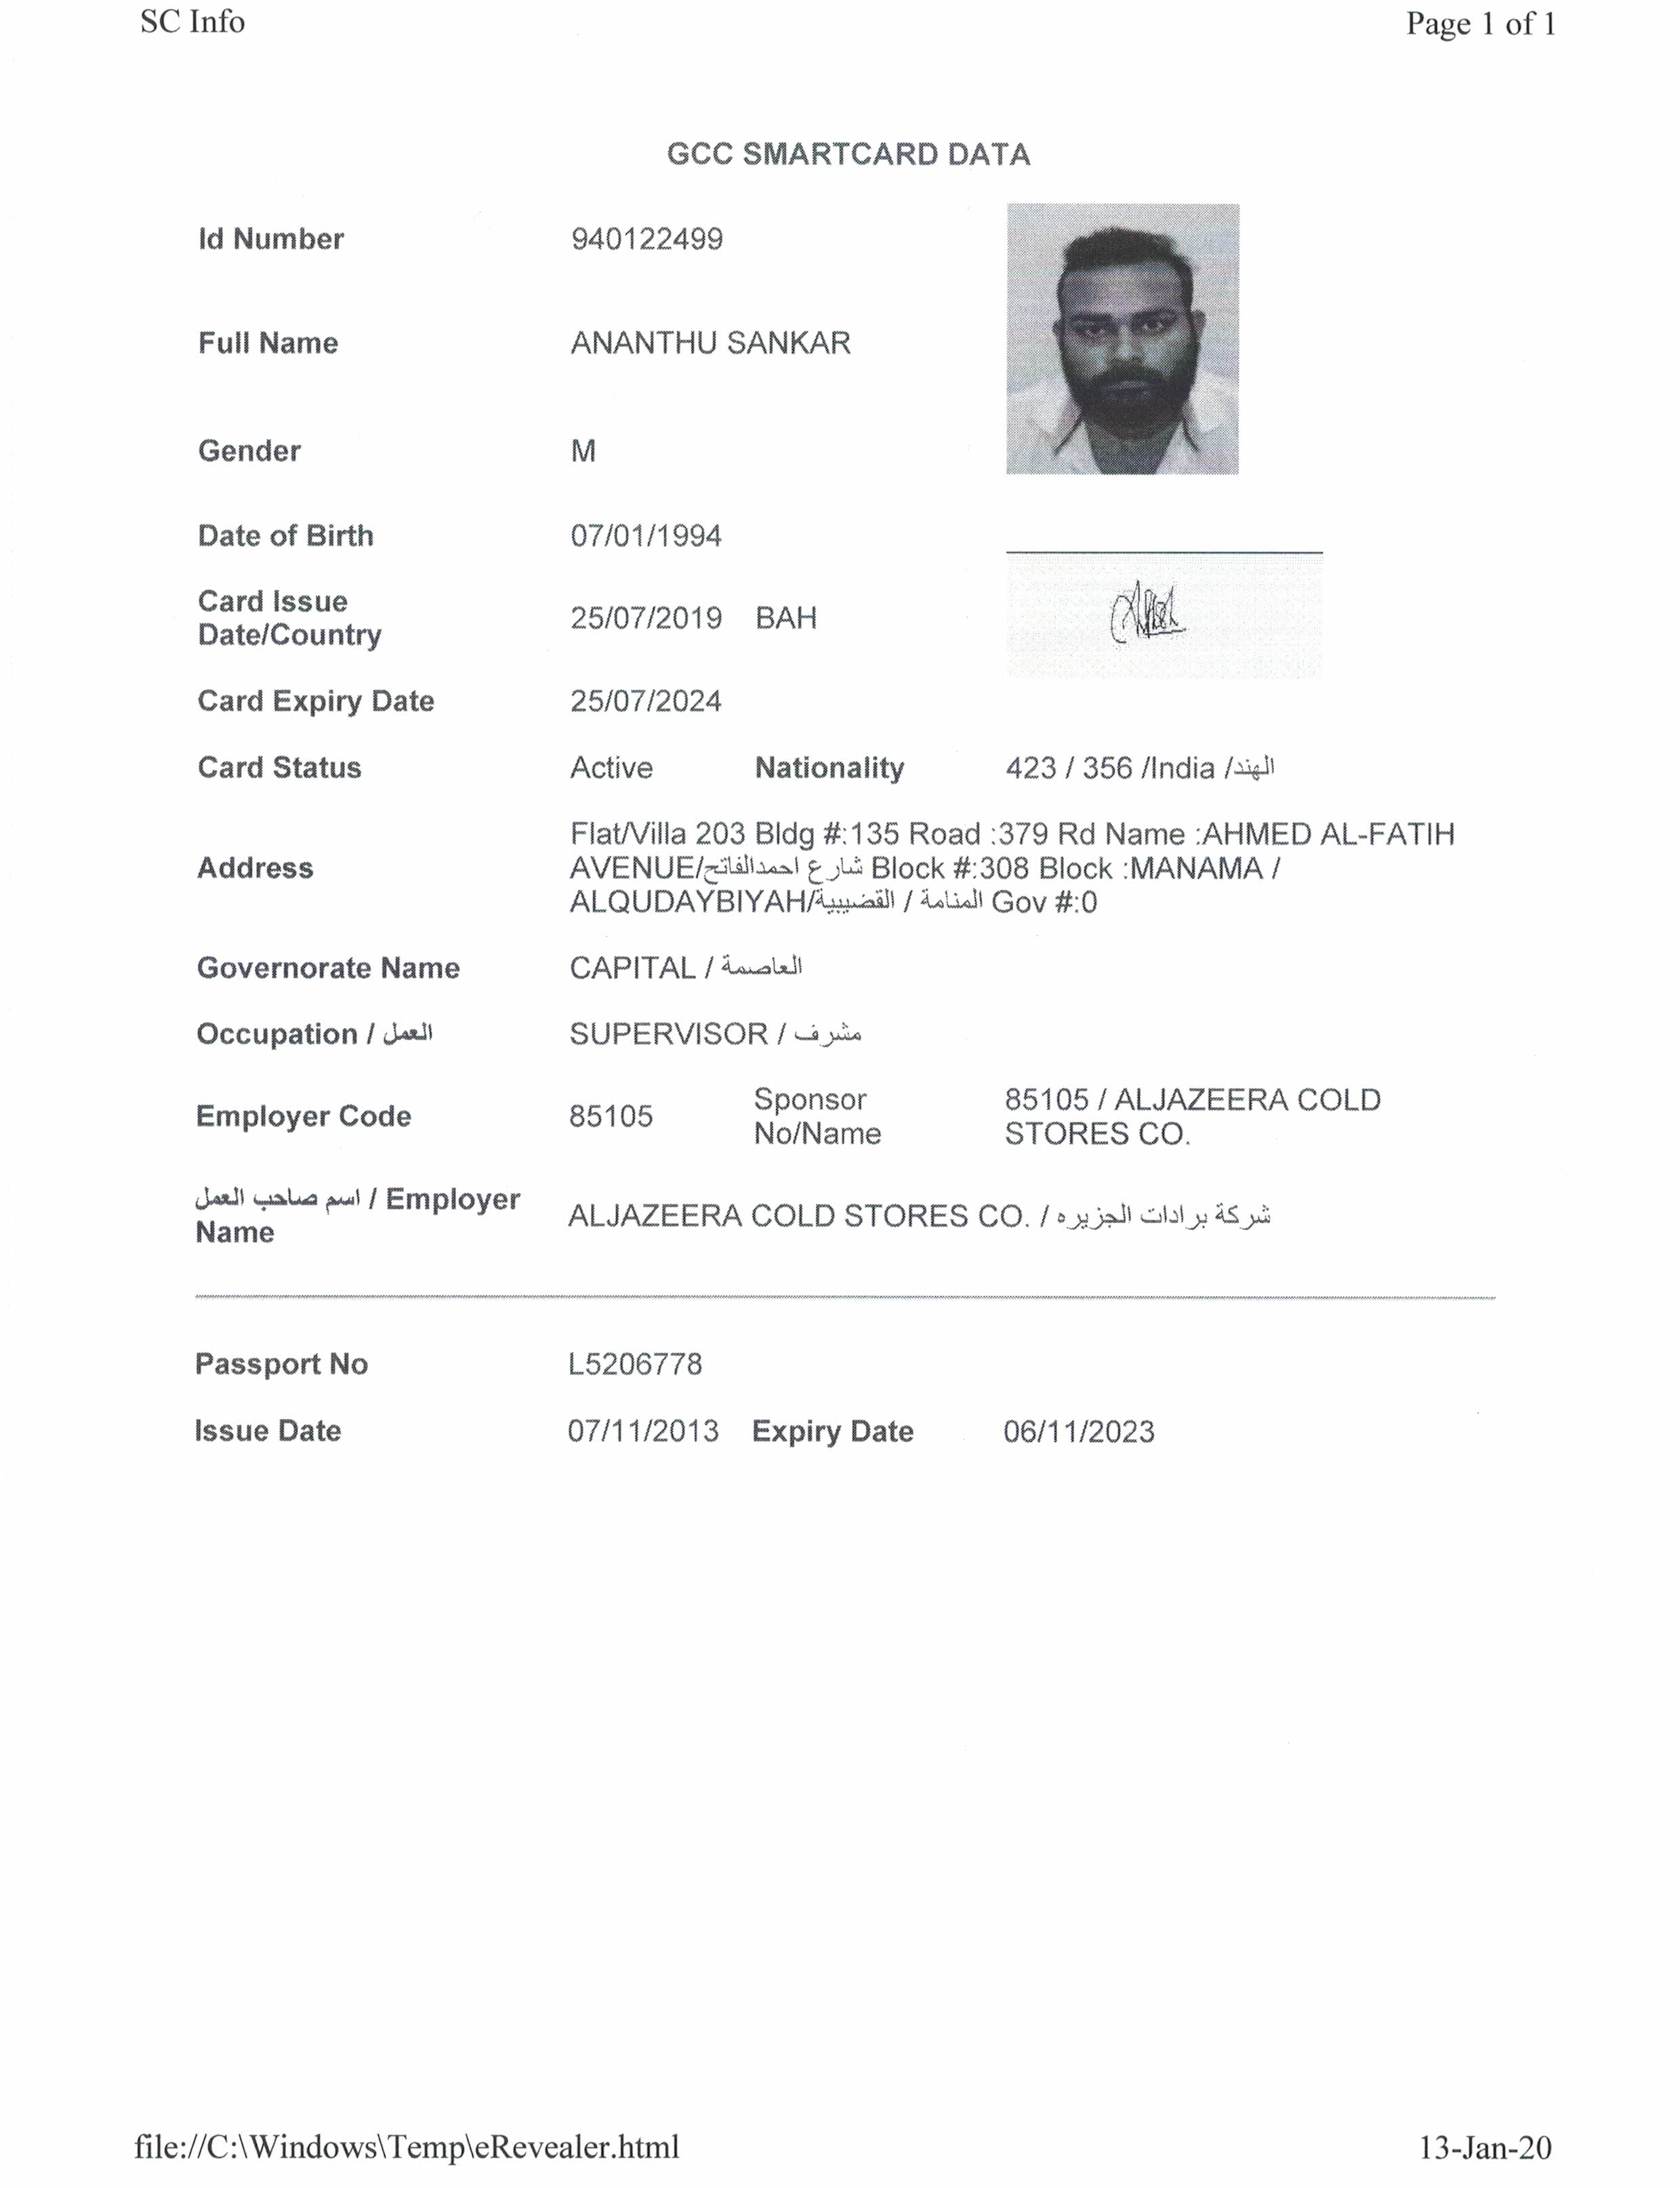 SC Info
Page 1 of 1
GCC SMARTCARD DATA
Id Number 940122499
Full Name ANANTHU SANKAR
Gender M
Date of Birth 07/01/1994
Card Issue
Date/Country 25/07/2019 BAH
Card Expiry Date 25/07/2024
Card Status Active Nationality 423 / 356 /India /الهند
Address Flat/Villa 203 Bldg #:135 Road :379 Rd Name :AHMED AL-FATIH
AVENUE/شارع احمدالفاتح Block #:308 Block :MANAMA /
ALQUDAYBIYAH/المنامة / القضيبية Gov #:0
Governorate Name CAPITAL / العاصمة
Occupation / العمل SUPERVISOR / مشرف
Employer Code 85105 Sponsor No/Name 85105 / ALJAZEERA COLD
STORES CO.
اسم صاحب العمل / Employer
Name ALJAZEERA COLD STORES CO. / شركة برادات الجزيره
Passport No L5206778
Issue Date 07/11/2013 Expiry Date 06/11/2023
file://C:\Windows\Temp\eRevealer.html
13-Jan-20